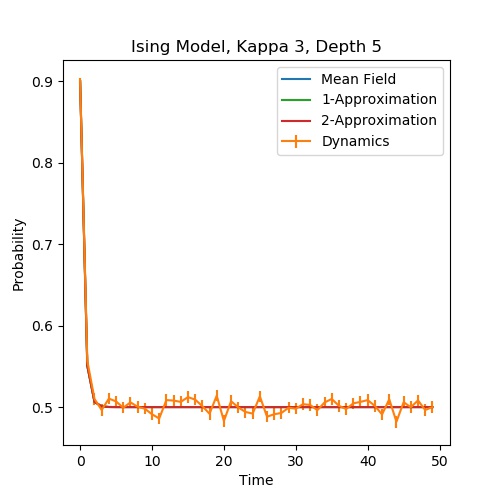 Ising Model, Kappa 3, Depth 5
Mean Field
1-Approximation
2-Approximation
Dynamics
0.9
0.8
0.7
0.6
0.5
Probability
0
10
20
30
40
50
Time